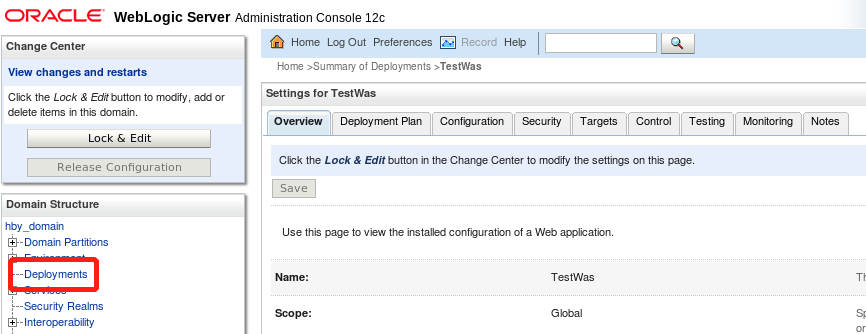 ORACLE WebLogic Server Administration Console 12c
Change Center
View changes and restarts
Click the Lock & Edit button to modify, add or
delete items in this domain.
Lock & Edit
Release Configuration
Domain Structure
hby_domain
Domain Partitions
Environment
Deployments
Services
Security Realms
Interoperability
Home Log Out Preferences Record Help
Home >Summary of Deployments >TestWas
Settings for TestWas
Overview Deployment Plan Configuration Security Targets Control Testing Monitoring Notes
Click the Lock & Edit button in the Change Center to modify the settings on this page.
Save
Use this page to view the installed configuration of a Web application.
Name: TestWas
Scope: Global